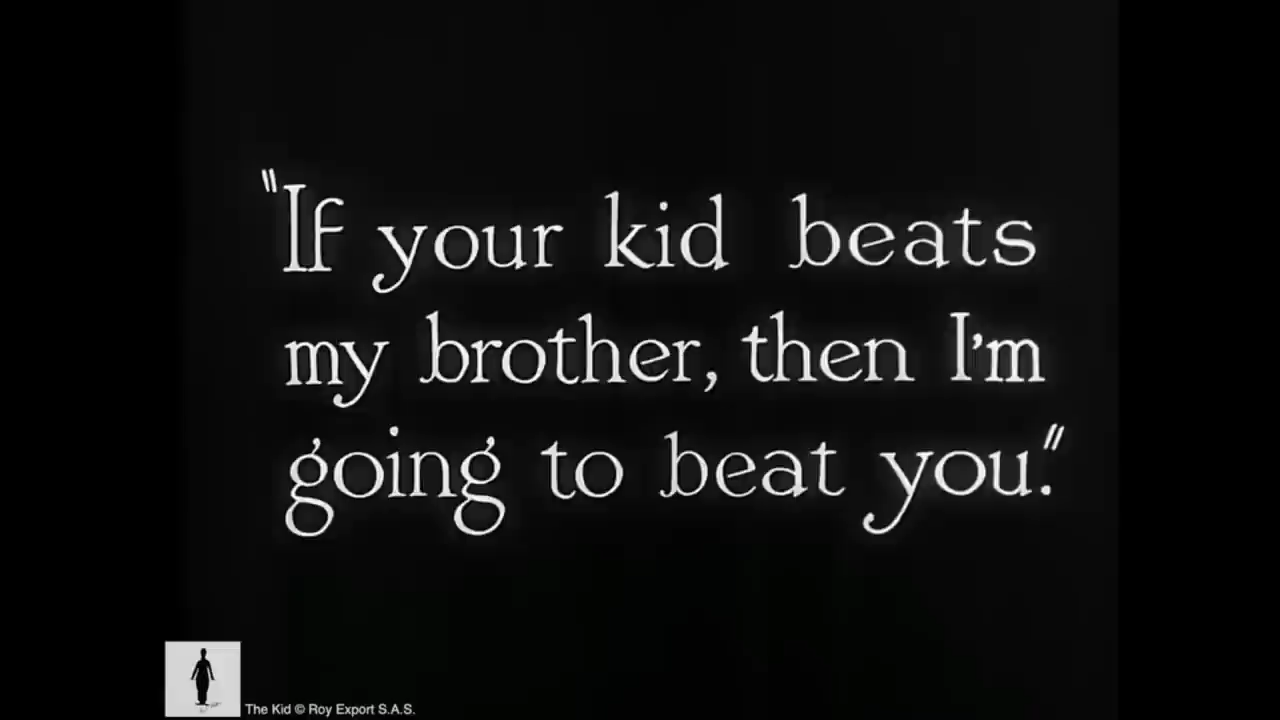 "If your kid beats
my brother, then I'm
going to beat you."
The Kid © Roy Export S.A.S.